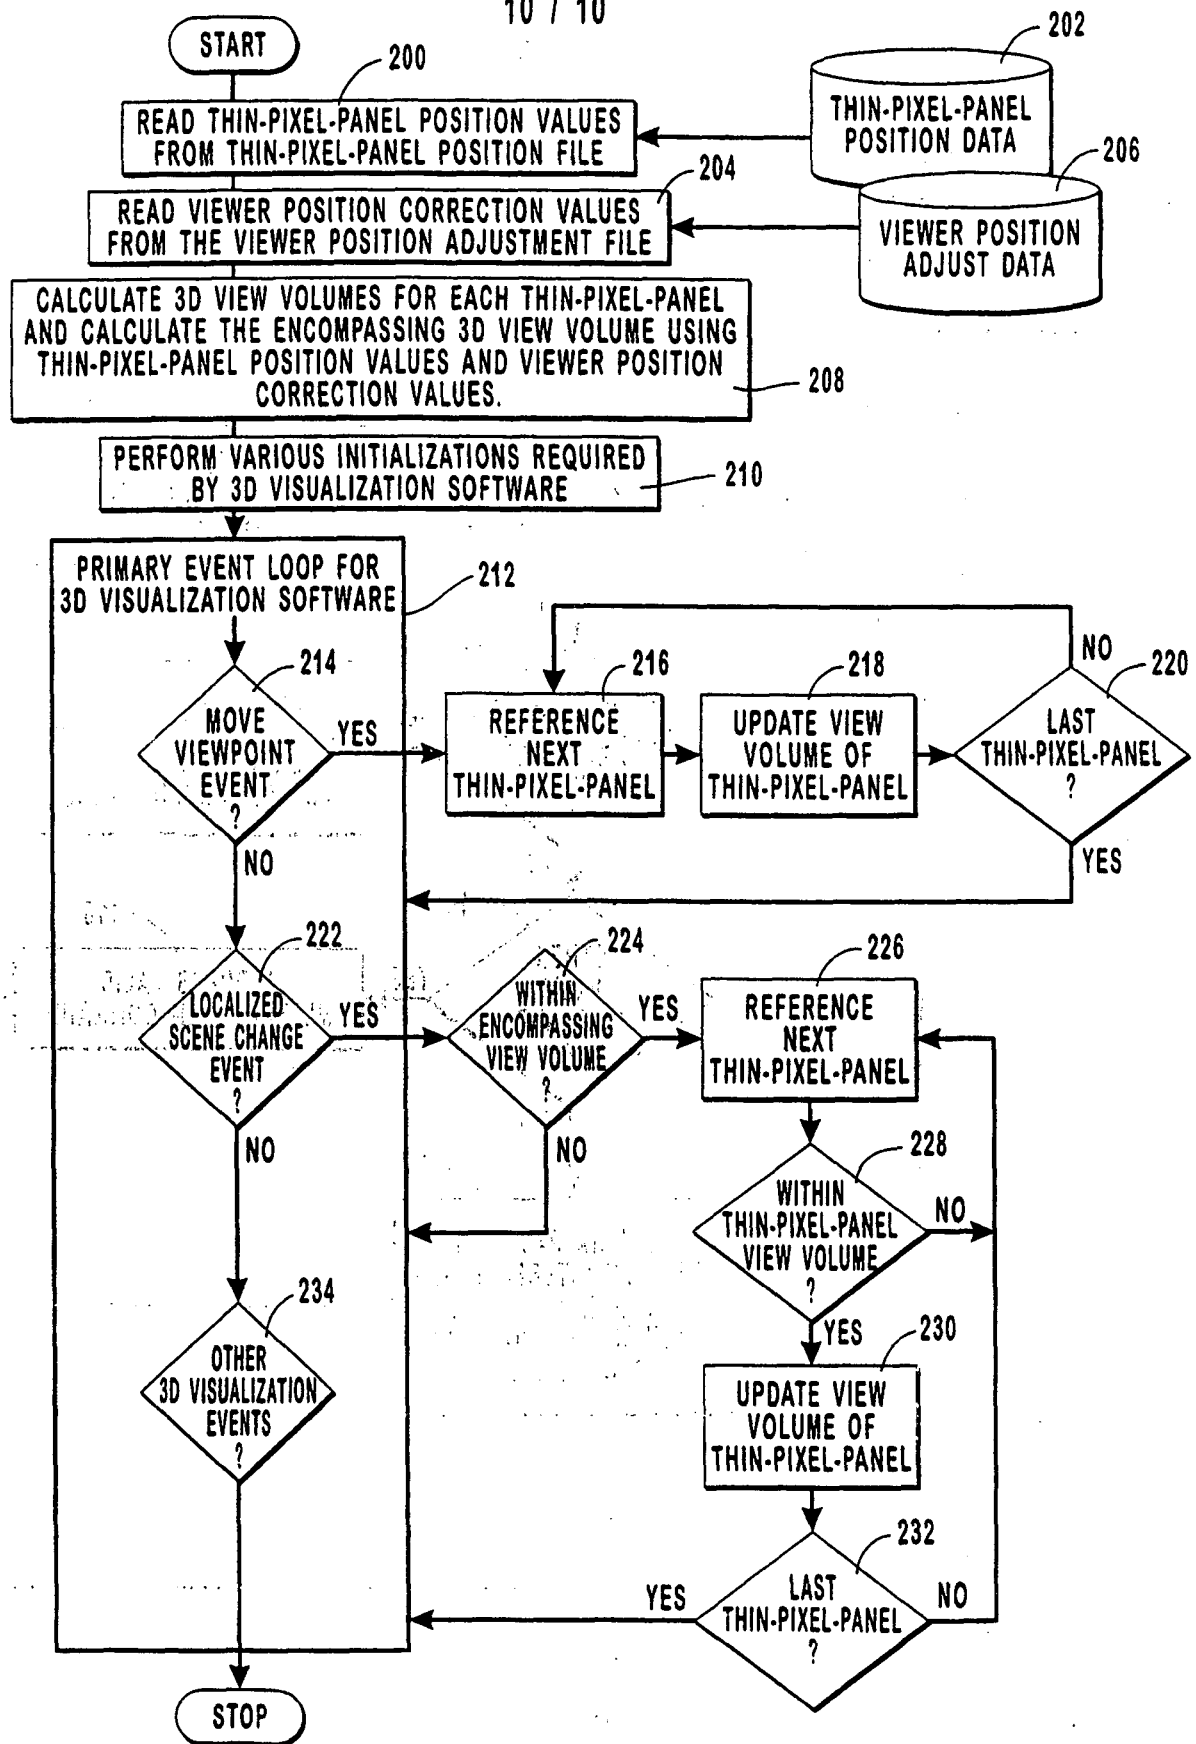 10 / 10
START
200
202
READ THIN-PIXEL-PANEL POSITION VALUES
FROM THIN-PIXEL-PANEL POSITION FILE
THIN-PIXEL-PANEL
POSITION DATA
204
206
READ VIEWER POSITION CORRECTION VALUES
FROM THE VIEWER POSITION ADJUSTMENT FILE
VIEWER POSITION
ADJUST DATA
CALCULATE 3D VIEW VOLUMES FOR EACH THIN-PIXEL-PANEL
AND CALCULATE THE ENCOMPASSING 3D VIEW VOLUME USING
THIN-PIXEL-PANEL POSITION VALUES AND VIEWER POSITION
CORRECTION VALUES.
208
PERFORM VARIOUS INITIALIZATIONS REQUIRED
BY 3D VISUALIZATION SOFTWARE
210
PRIMARY EVENT LOOP FOR
3D VISUALIZATION SOFTWARE
212
214
MOVE
VIEWPOINT
EVENT
?
YES
NO
216
REFERENCE
NEXT
THIN-PIXEL-PANEL
218
UPDATE VIEW
VOLUME OF
THIN-PIXEL-PANEL
NO
220
LAST
THIN-PIXEL-PANEL
?
YES
222
LOCALIZED
SCENE CHANGE
EVENT
?
YES
NO
224
WITHIN
ENCOMPASSING
VIEW VOLUME
?
YES
NO
226
REFERENCE
NEXT
THIN-PIXEL-PANEL
228
WITHIN
THIN-PIXEL-PANEL
VIEW VOLUME
?
NO
YES
230
UPDATE VIEW
VOLUME OF
THIN-PIXEL-PANEL
234
OTHER
3D VISUALIZATION
EVENTS
?
232
LAST
THIN-PIXEL-PANEL
?
YES
NO
STOP